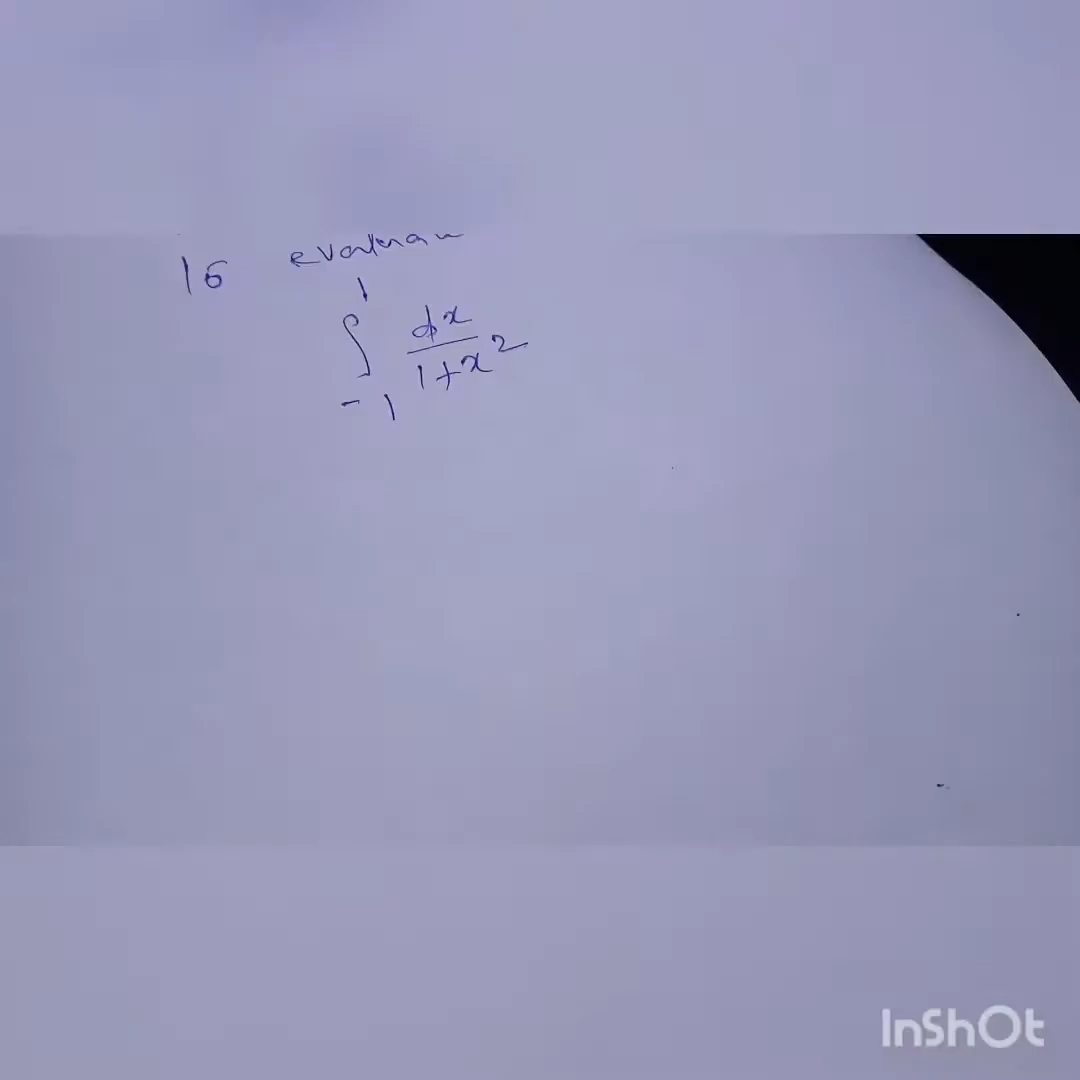 16 evaluate
∫_{-1}^{1} dx/(1+x²)
InShOt